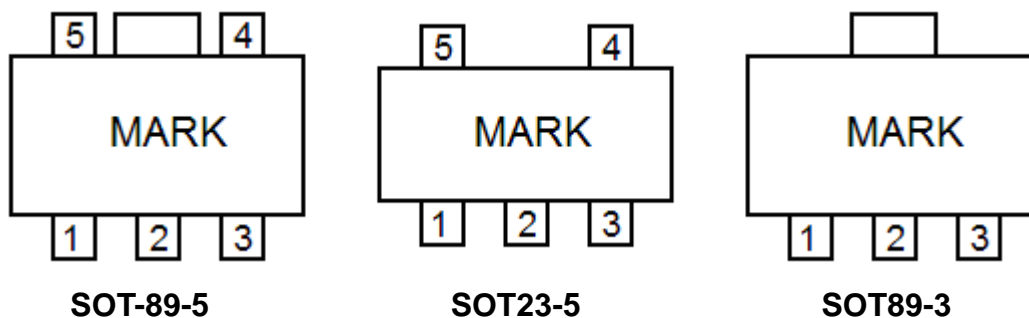 5 4 5 4
MARK MARK MARK
1 2 3 1 2 3 1 2 3
SOT-89-5 SOT23-5 SOT89-3